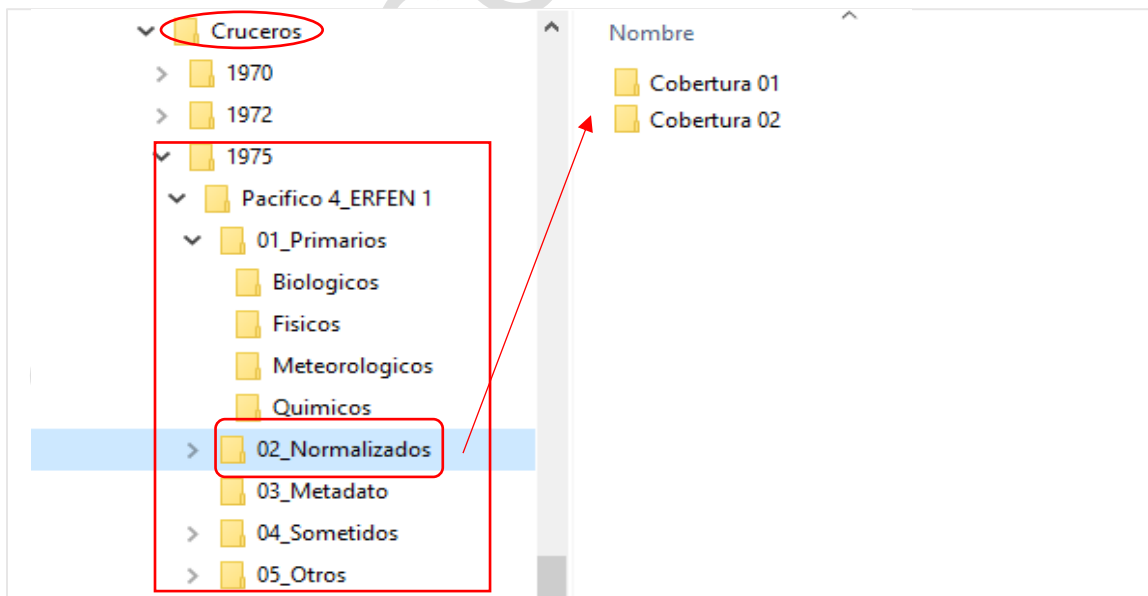 Cruceros
1970
1972
1975
Pacifico 4_ERFEN 1
01_Primarios
Biologicos
Fisicos
Meteorologicos
Quimicos
02_Normalizados
03_Metadato
04_Sometidos
05_Otros
Nombre
Cobertura 01
Cobertura 02